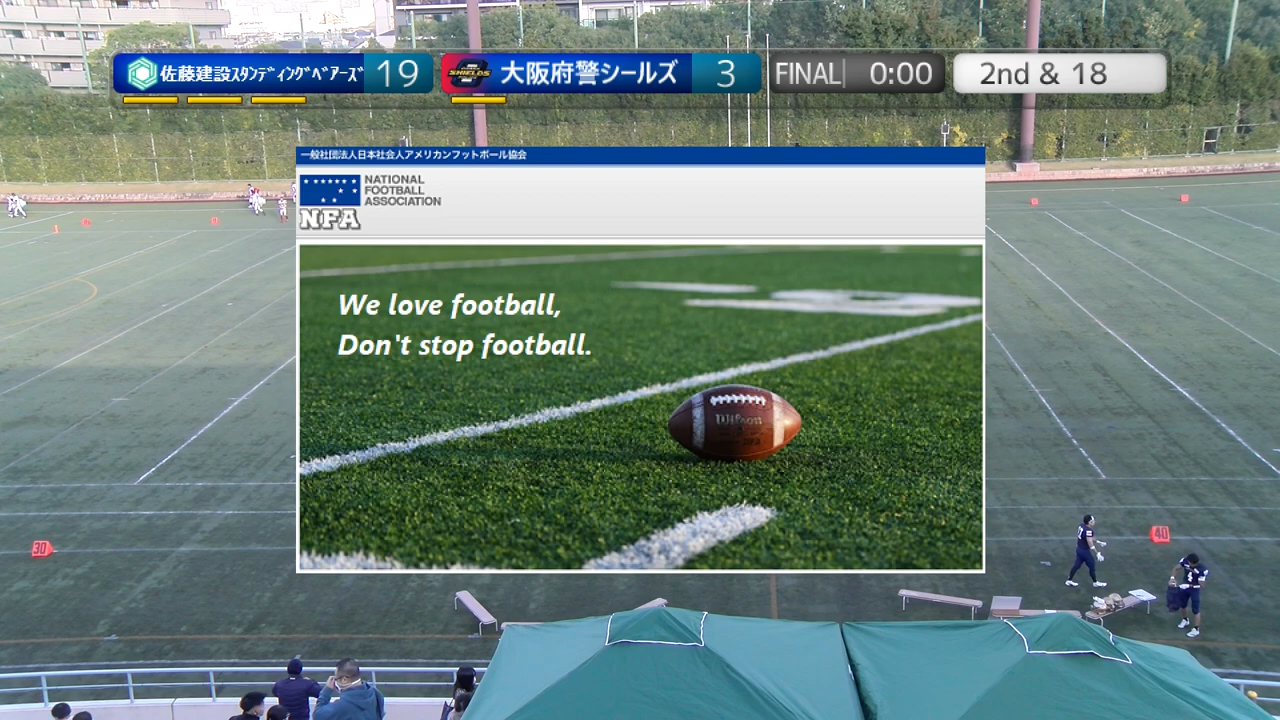 佐藤建設ｽﾀﾝﾃﾞｨﾝｸﾞﾍﾞｱｰｽﾞ 19
SHIELDS 大阪府警シールズ 3
FINAL 0:00
2nd & 18
一般社団法人日本社会人アメリカンフットボール協会
NATIONAL
FOOTBALL
ASSOCIATION
NFA
We love football,
Don't stop football.
Wilson
30
40